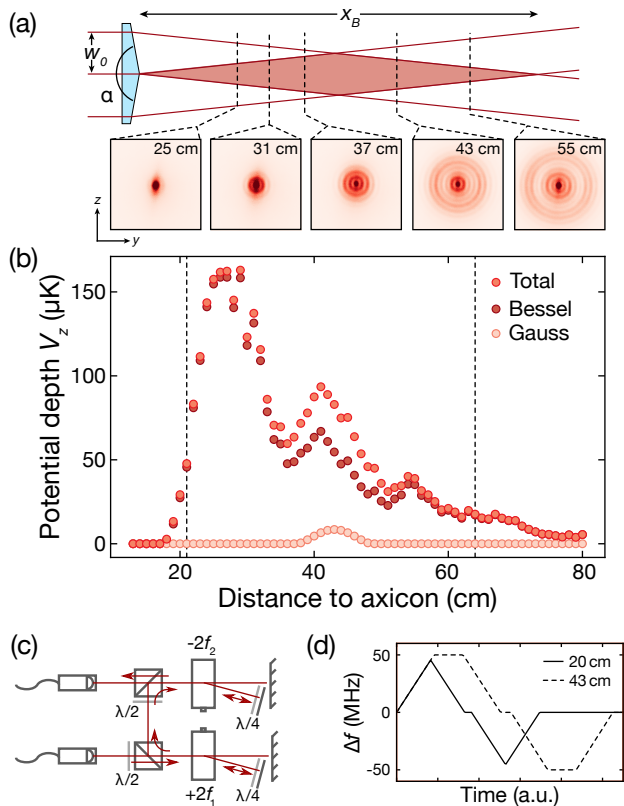 (a)
x_B
w_0
α
25 cm
31 cm
37 cm
43 cm
55 cm
z
y
(b)
Potential depth V_z (μK)
150
100
50
0
Total
Bessel
Gauss
20
40
60
80
Distance to axicon (cm)
(c)
-2f_2
λ/2
λ/4
λ/2
+2f_1
λ/4
(d)
Δf (MHz)
50
0
-50
20 cm
43 cm
Time (a.u.)